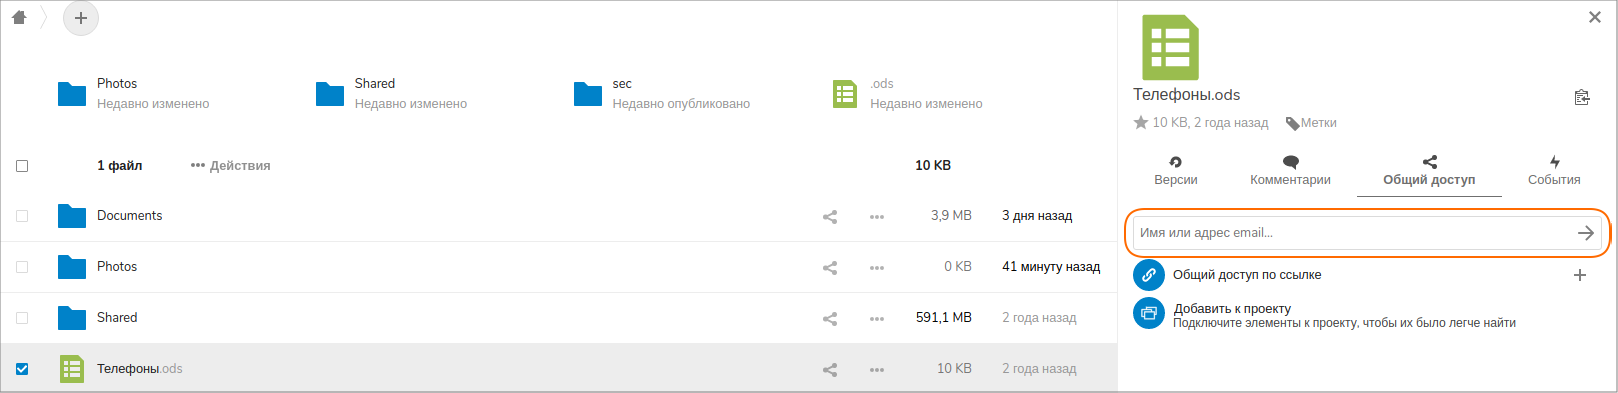 Photos
Недавно изменено
Shared
Недавно изменено
sec
Недавно опубликовано
.ods
Недавно изменено
1 файл ••• Действия 10 KB
Documents 3,9 MB 3 дня назад
Photos 0 KB 41 минуту назад
Shared 591,1 MB 2 года назад
Телефоны.ods 10 KB 2 года назад
Телефоны.ods
10 KB, 2 года назад Метки
Версии Комментарии Общий доступ События
Имя или адрес email...
Общий доступ по ссылке
Добавить к проекту
Подключите элементы к проекту, чтобы их было легче найти